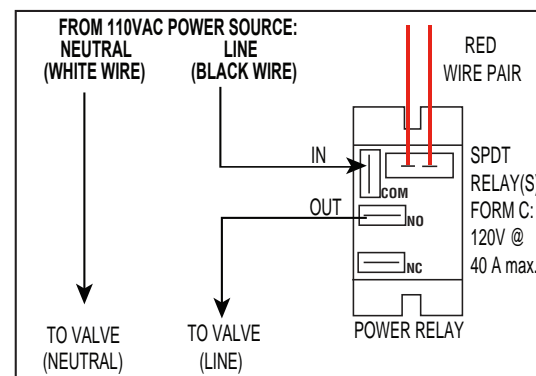 FROM 110VAC POWER SOURCE:
NEUTRAL
(WHITE WIRE)
LINE
(BLACK WIRE)
RED
WIRE PAIR
IN
COM
OUT
NO
NC
SPDT
RELAY(S)
FORM C:
120V @
40 A max.
POWER RELAY
TO VALVE
(NEUTRAL)
TO VALVE
(LINE)